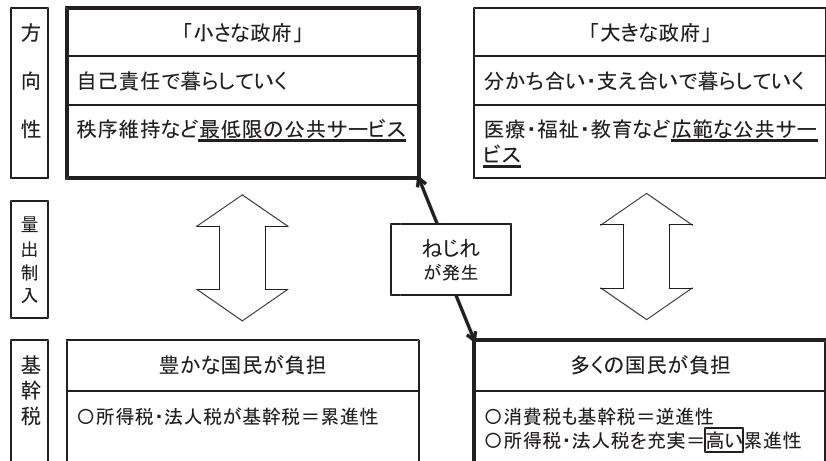 方向性
「小さな政府」
自己責任で暮らしていく
秩序維持など最低限の公共サービス
「大きな政府」
分かち合い・支え合いで暮らしていく
医療・福祉・教育など広範な公共サー
ビス
量出制入
ねじれ
が発生
基幹税
豊かな国民が負担
○所得税・法人税が基幹税＝累進性
多くの国民が負担
○消費税も基幹税＝逆進性
○所得税・法人税を充実＝高い累進性